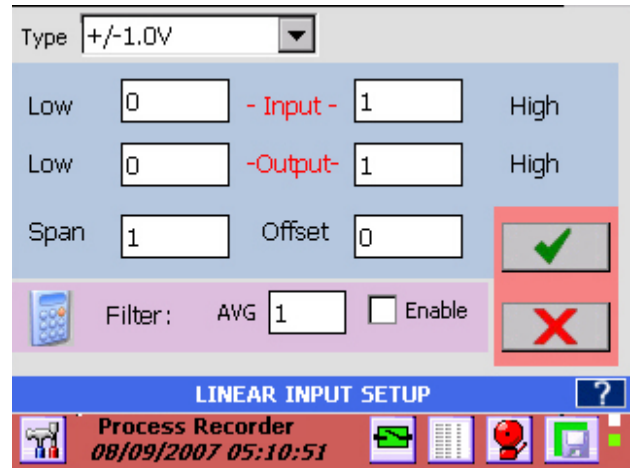 Type +/-1.0V
Low 0 - Input - 1 High
Low 0 -Output- 1 High
Span 1 Offset 0
Filter: AVG 1 Enable
LINEAR INPUT SETUP ?
Process Recorder
08/09/2007 05:10:51